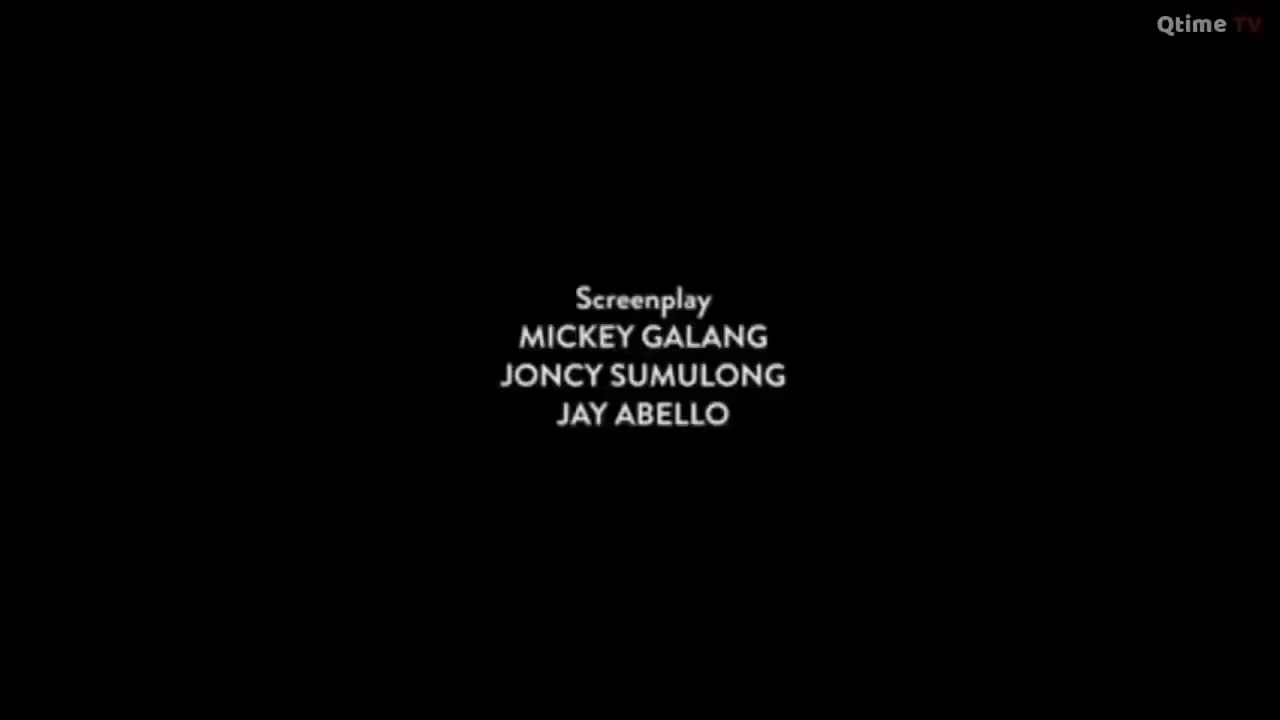 Qtime TV
Screenplay
MICKEY GALANG
JONCY SUMULONG
JAY ABELLO